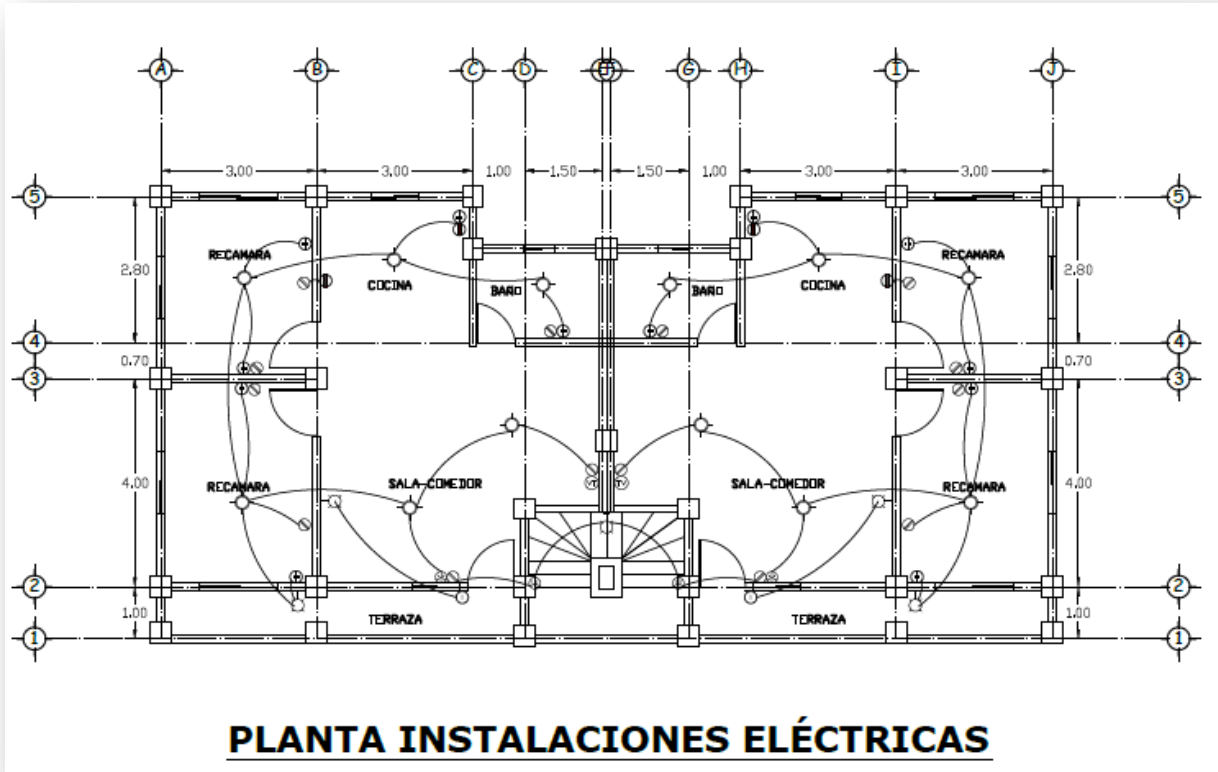 A B C D G H I J
3.00 3.00 1.00 1.50 1.50 1.00 3.00 3.00
5 5
RECAMARA RECAMARA
2.80 COCINA BAÑO BAÑO COCINA 2.80
4 4
0.70 0.70
3 3
4.00 RECAMARA SALA-COMEDOR SALA-COMEDOR RECAMARA 4.00
2 2
1.00 TERRAZA TERRAZA 1.00
1 1
PLANTA INSTALACIONES ELÉCTRICAS